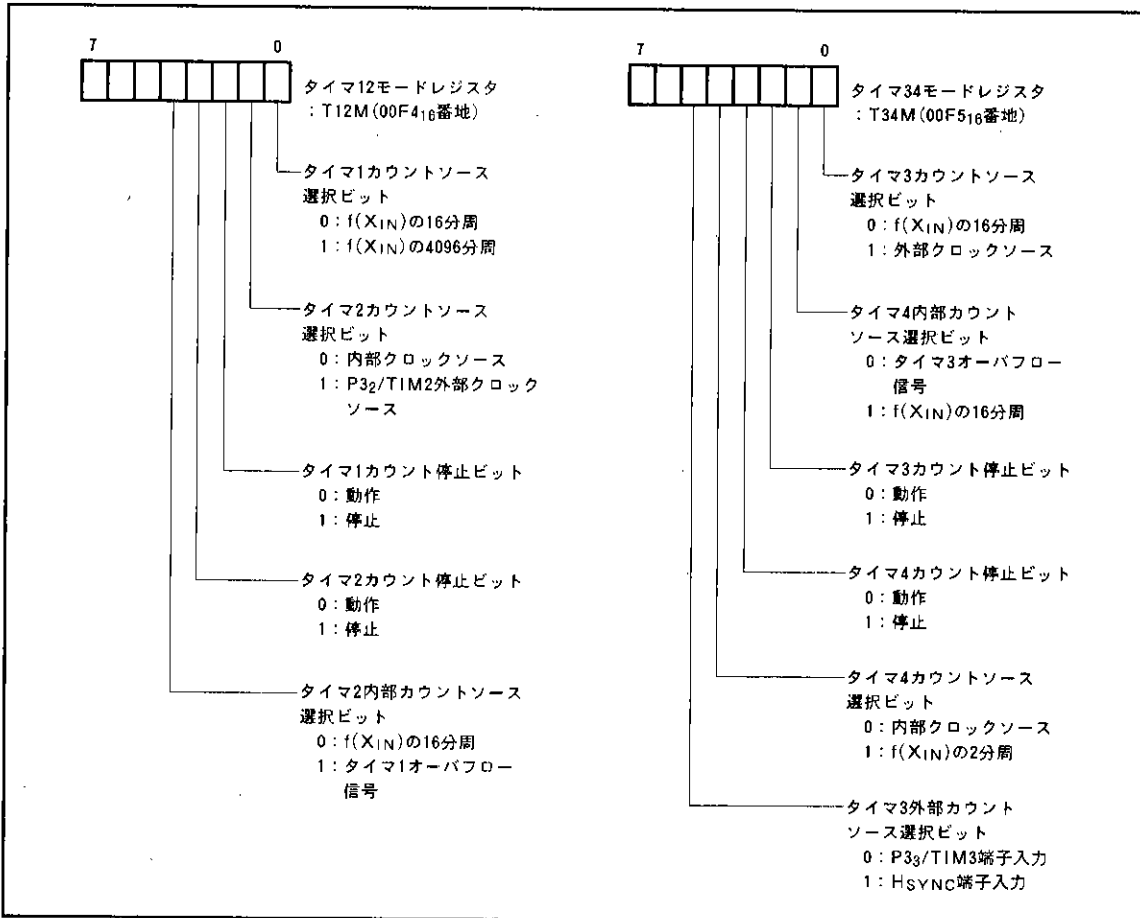 7 0
タイマ12モードレジスタ
: T12M(00F4₁₆番地)
タイマ1カウントソース
選択ビット
0：f(XIN)の16分周
1：f(XIN)の4096分周
タイマ2カウントソース
選択ビット
0：内部クロックソース
1：P3₂/TIM2外部クロック
ソース
タイマ1カウント停止ビット
0：動作
1：停止
タイマ2カウント停止ビット
0：動作
1：停止
タイマ2内部カウントソース
選択ビット
0：f(XIN)の16分周
1：タイマ1オーバフロー
信号
7 0
タイマ34モードレジスタ
: T34M(00F5₁₆番地)
タイマ3カウントソース
選択ビット
0：f(XIN)の16分周
1：外部クロックソース
タイマ4内部カウント
ソース選択ビット
0：タイマ3オーバフロー
信号
1：f(XIN)の16分周
タイマ3カウント停止ビット
0：動作
1：停止
タイマ4カウント停止ビット
0：動作
1：停止
タイマ4カウントソース
選択ビット
0：内部クロックソース
1：f(XIN)の2分周
タイマ3外部カウント
ソース選択ビット
0：P3₃/TIM3端子入力
1：HSYNC端子入力